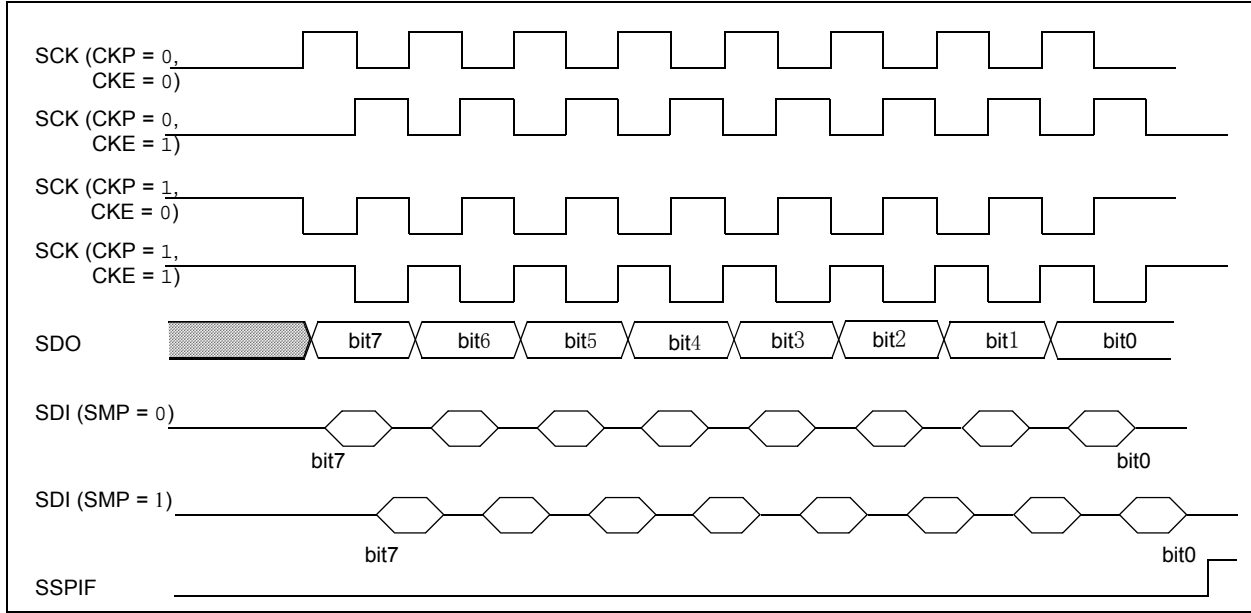 SCK (CKP = 0,
CKE = 0)
SCK (CKP = 0,
CKE = 1)
SCK (CKP = 1,
CKE = 0)
SCK (CKP = 1,
CKE = 1)
SDO bit7 bit6 bit5 bit4 bit3 bit2 bit1 bit0
SDI (SMP = 0)
bit7 bit0
SDI (SMP = 1)
bit7 bit0
SSPIF